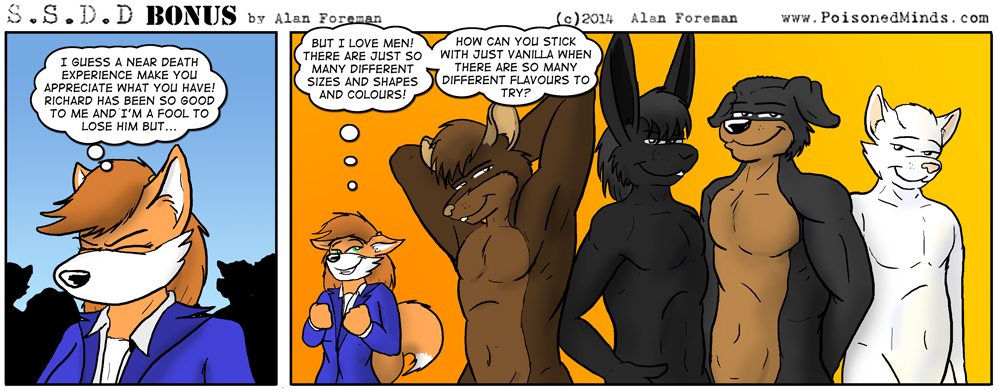 S.S.D.D BONUS by Alan Foreman (c)2014 Alan Foreman www.PoisonedMinds.com
I GUESS A NEAR DEATH
EXPERIENCE MAKE YOU
APPRECIATE WHAT YOU HAVE!
RICHARD HAS BEEN SO GOOD
TO ME AND I'M A FOOL TO
LOSE HIM BUT...
BUT I LOVE MEN!
THERE ARE JUST SO
MANY DIFFERENT
SIZES AND SHAPES
AND COLOURS!
HOW CAN YOU STICK
WITH JUST VANILLA WHEN
THERE ARE SO MANY
DIFFERENT FLAVOURS TO
TRY?